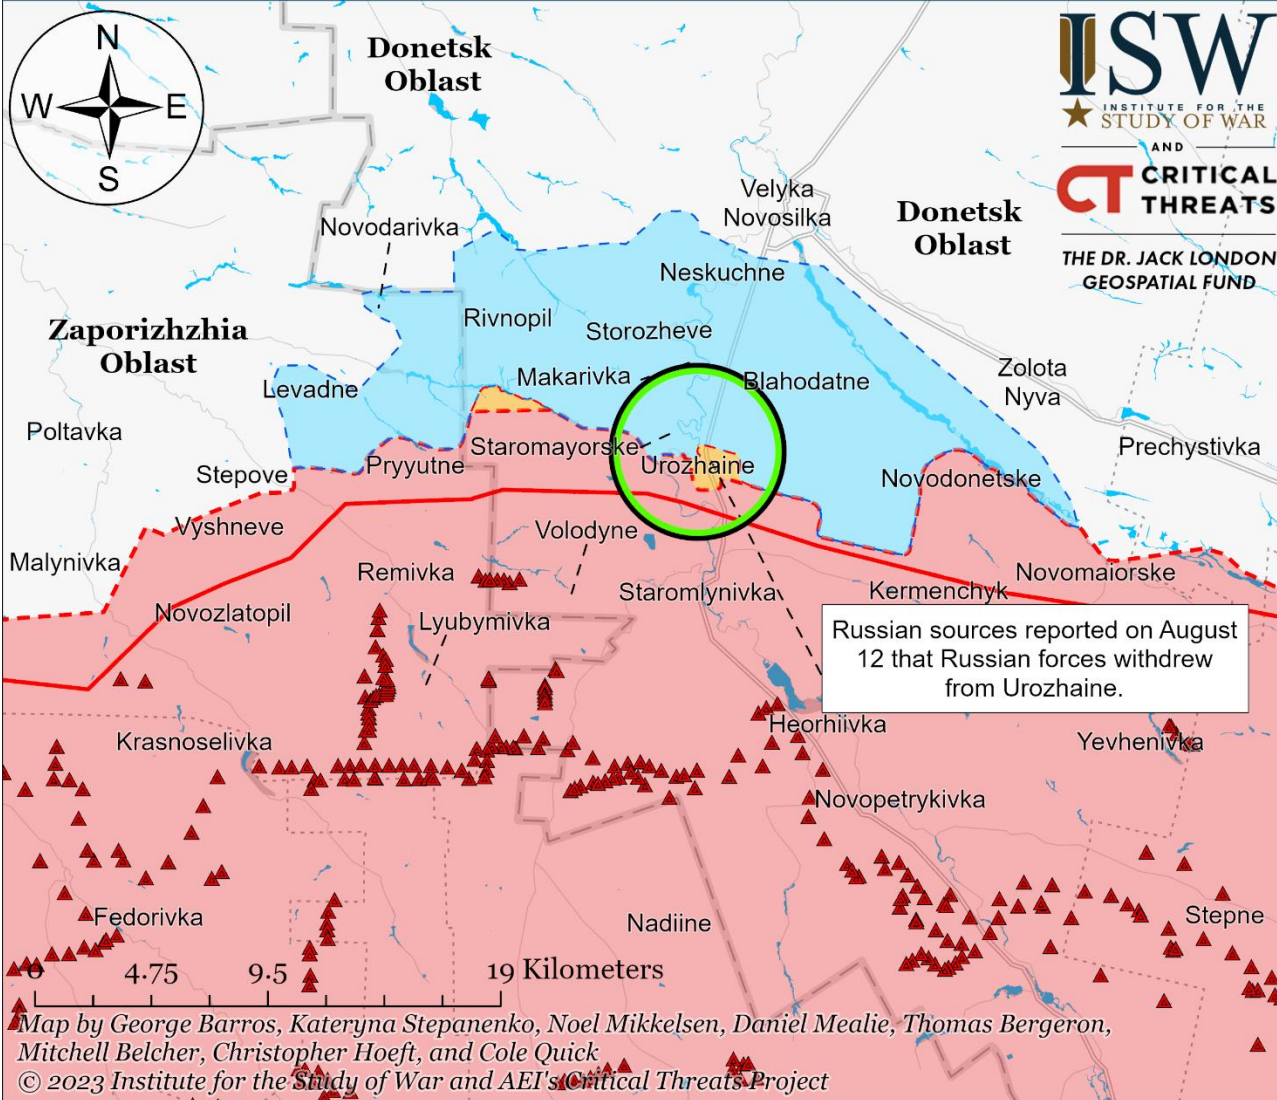 N
W E
S
Donetsk
Oblast
ISW
INSTITUTE FOR THE
STUDY OF WAR
AND
CT CRITICAL
THREATS
THE DR. JACK LONDON
GEOSPATIAL FUND
Velyka
Novosilka
Donetsk
Oblast
Novodarivka
Neskuchne
Zaporizhzhia
Oblast
Rivnopil
Storozheve
Levadne
Makarivka
Blahodatne
Zolota
Nyva
Poltavka
Staromayorske
Prechystivka
Stepove
Pryyutne
Urozhaine
Novodonetske
Vyshneve
Volodyne
Malynivka
Remivka
Novomaiorske
Staromlynivka
Kermenchyk
Novozlatopil
Lyubymivka
Russian sources reported on August
12 that Russian forces withdrew
from Urozhaine.
Heorhiivka
Krasnoselivka
Yevhenivka
Novopetrykivka
Fedorivka
Nadiine
Stepne
0 4.75 9.5 19 Kilometers
Map by George Barros, Kateryna Stepanenko, Noel Mikkelsen, Daniel Mealie, Thomas Bergeron,
Mitchell Belcher, Christopher Hoeft, and Cole Quick
© 2023 Institute for the Study of War and AEI's Critical Threats Project